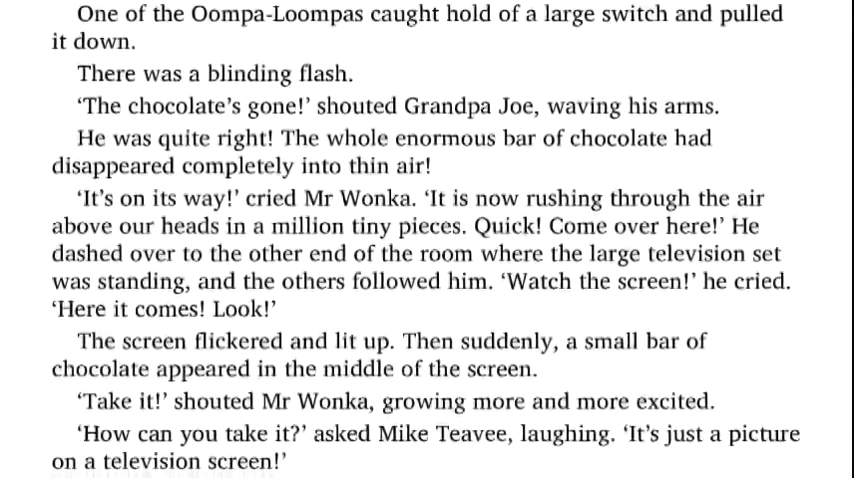 One of the Oompa-Loompas caught hold of a large switch and pulled
it down.
There was a blinding flash.
‘The chocolate’s gone!’ shouted Grandpa Joe, waving his arms.
He was quite right! The whole enormous bar of chocolate had
disappeared completely into thin air!
‘It’s on its way!’ cried Mr Wonka. ‘It is now rushing through the air
above our heads in a million tiny pieces. Quick! Come over here!’ He
dashed over to the other end of the room where the large television set
was standing, and the others followed him. ‘Watch the screen!’ he cried.
‘Here it comes! Look!’
The screen flickered and lit up. Then suddenly, a small bar of
chocolate appeared in the middle of the screen.
‘Take it!’ shouted Mr Wonka, growing more and more excited.
‘How can you take it?’ asked Mike Teavee, laughing. ‘It’s just a picture
on a television screen!’